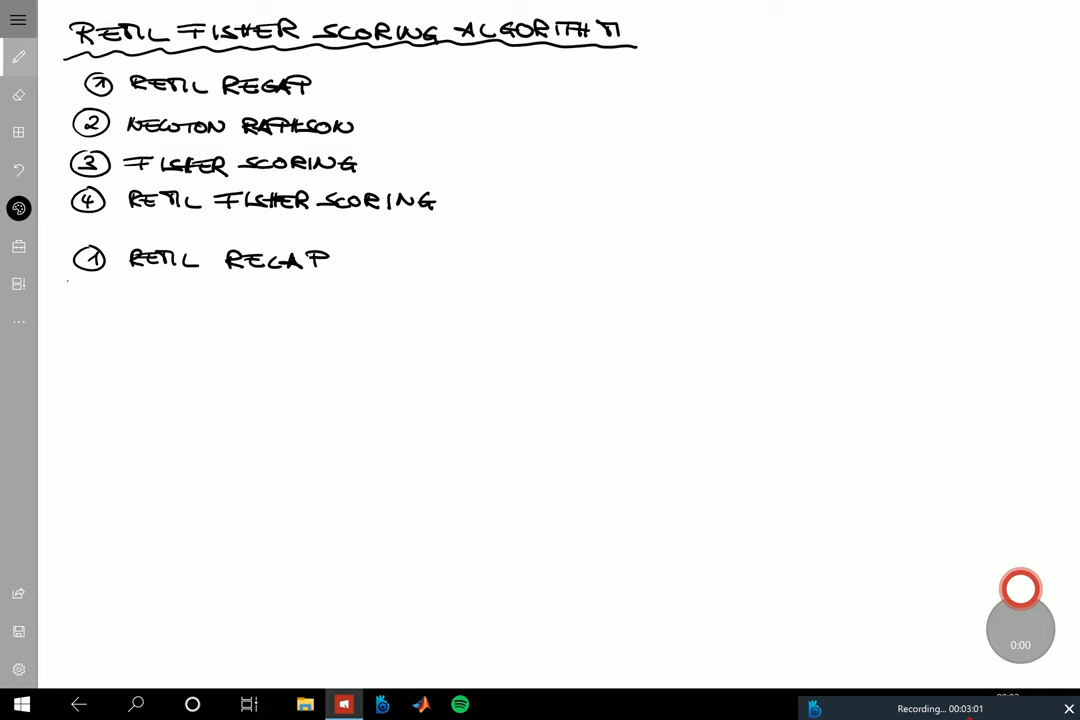 REML FISHER SCORING ALGORITHM
① REML RECAP
② NEWTON RAPHSON
③ FISHER SCORING
④ REML FISHER SCORING
① REML RECAP
0:00
Recording... 00:03:01